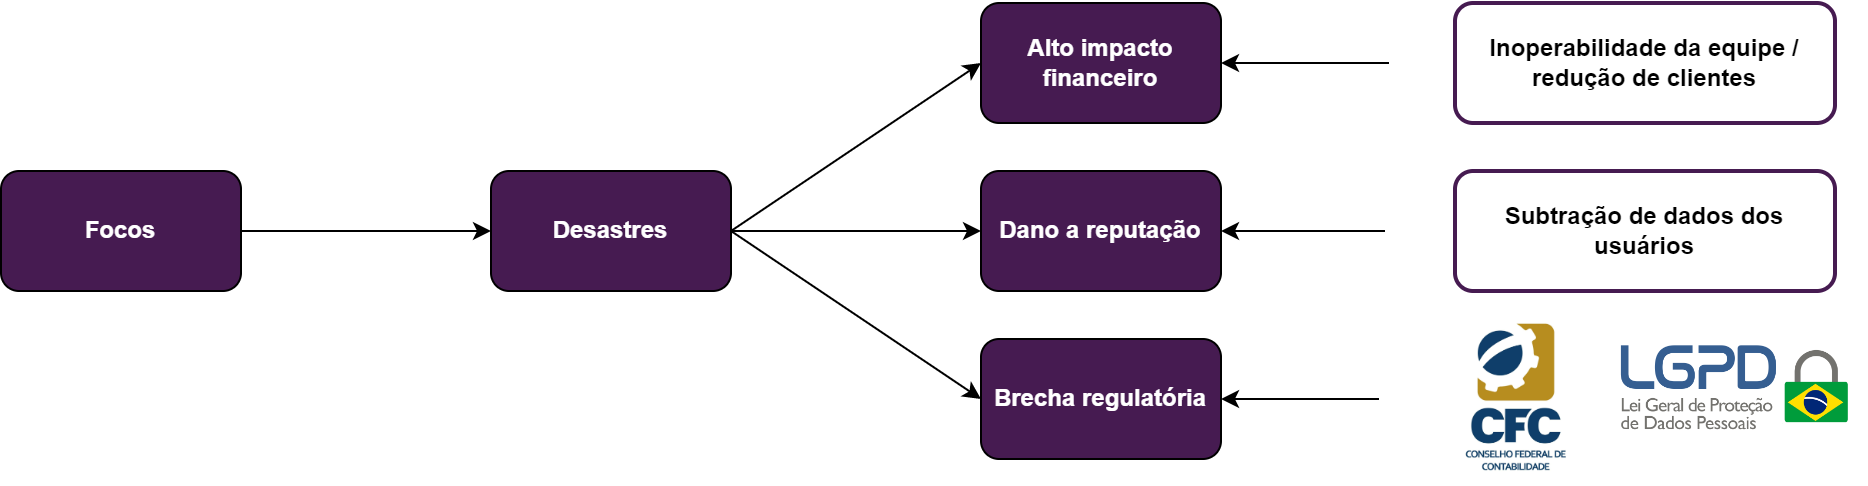 Focos
Desastres
Alto impacto
financeiro
Inoperabilidade da equipe /
redução de clientes
Dano a reputação
Subtração de dados dos
usuários
Brecha regulatória
CFC
CONSELHO FEDERAL DE
CONTABILIDADE
LGPD
Lei Geral de Proteção
de Dados Pessoais